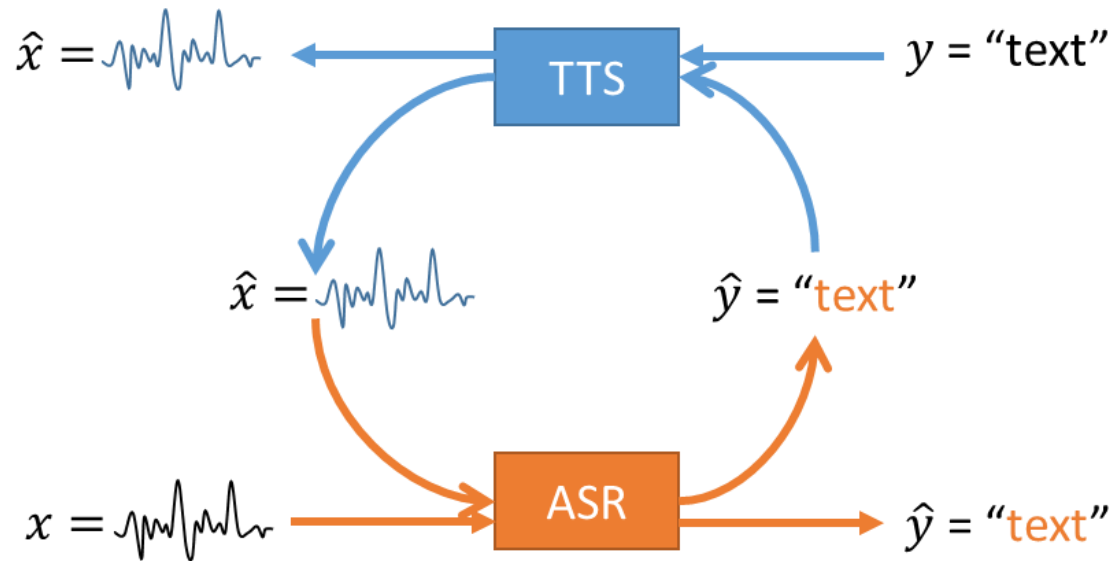 x̂ =
TTS
y = “text”
x̂ =
ŷ = “text”
x =
ASR
ŷ = “text”